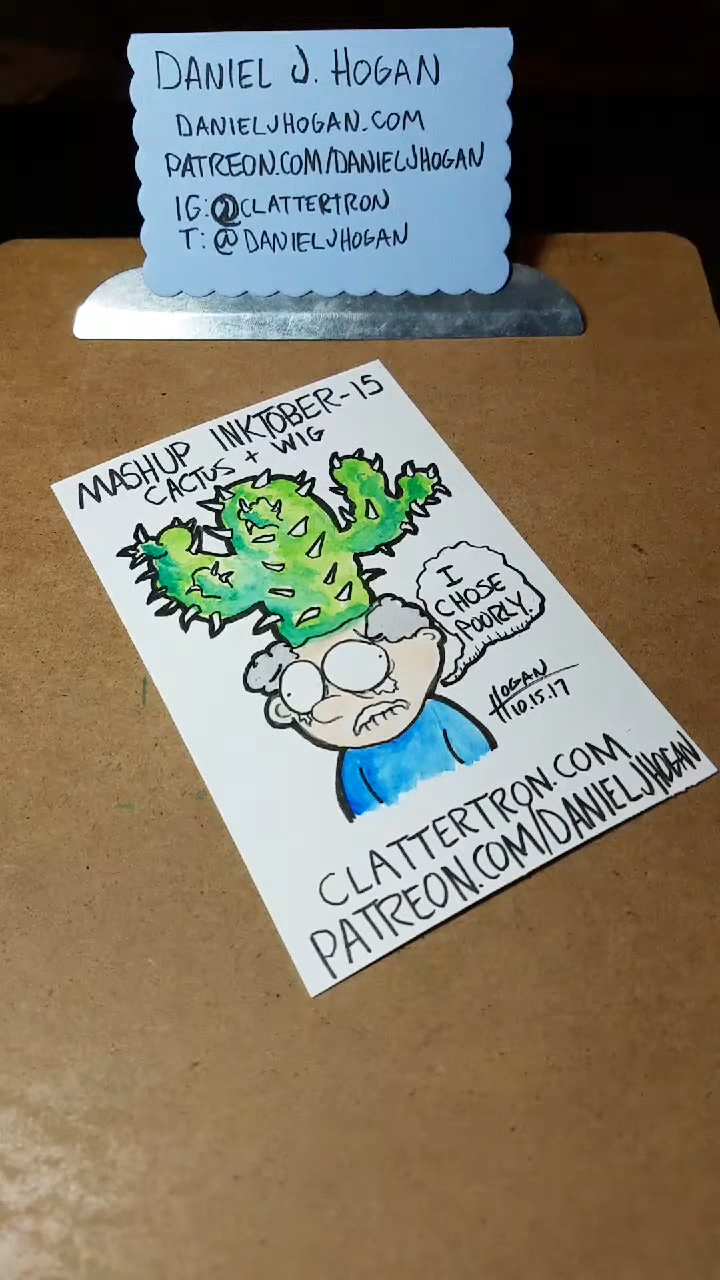 DANIEL J. HOGAN
DANIELJHOGAN.COM
PATREON.COM/DANIELJHOGAN
IG:@CLATTERTRON
T: @DANIELJHOGAN
MASHUP INKTOBER-15
CACTUS + WIG
I
CHOSE
POORLY.
HOGAN
10.15.17
CLATTERTRON.COM
PATREON.COM/DANIELJHOGAN